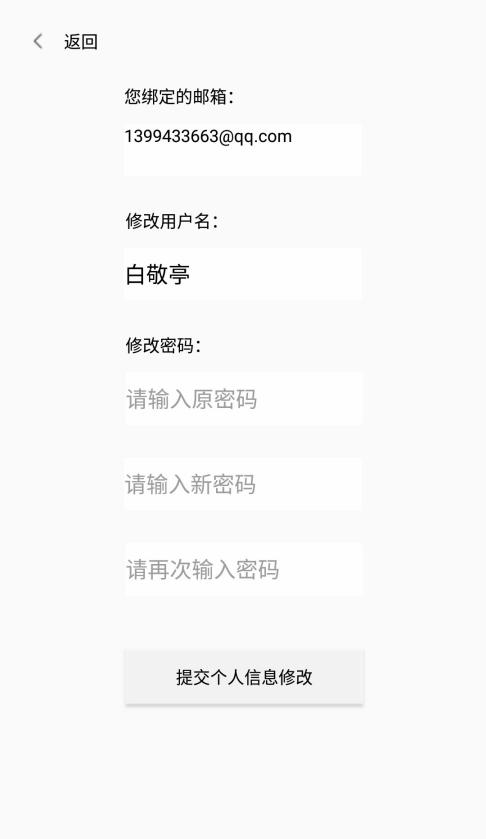 返回
您绑定的邮箱：
1399433663@qq.com
修改用户名：
白敬亭
修改密码：
请输入原密码
请输入新密码
请再次输入密码
提交个人信息修改